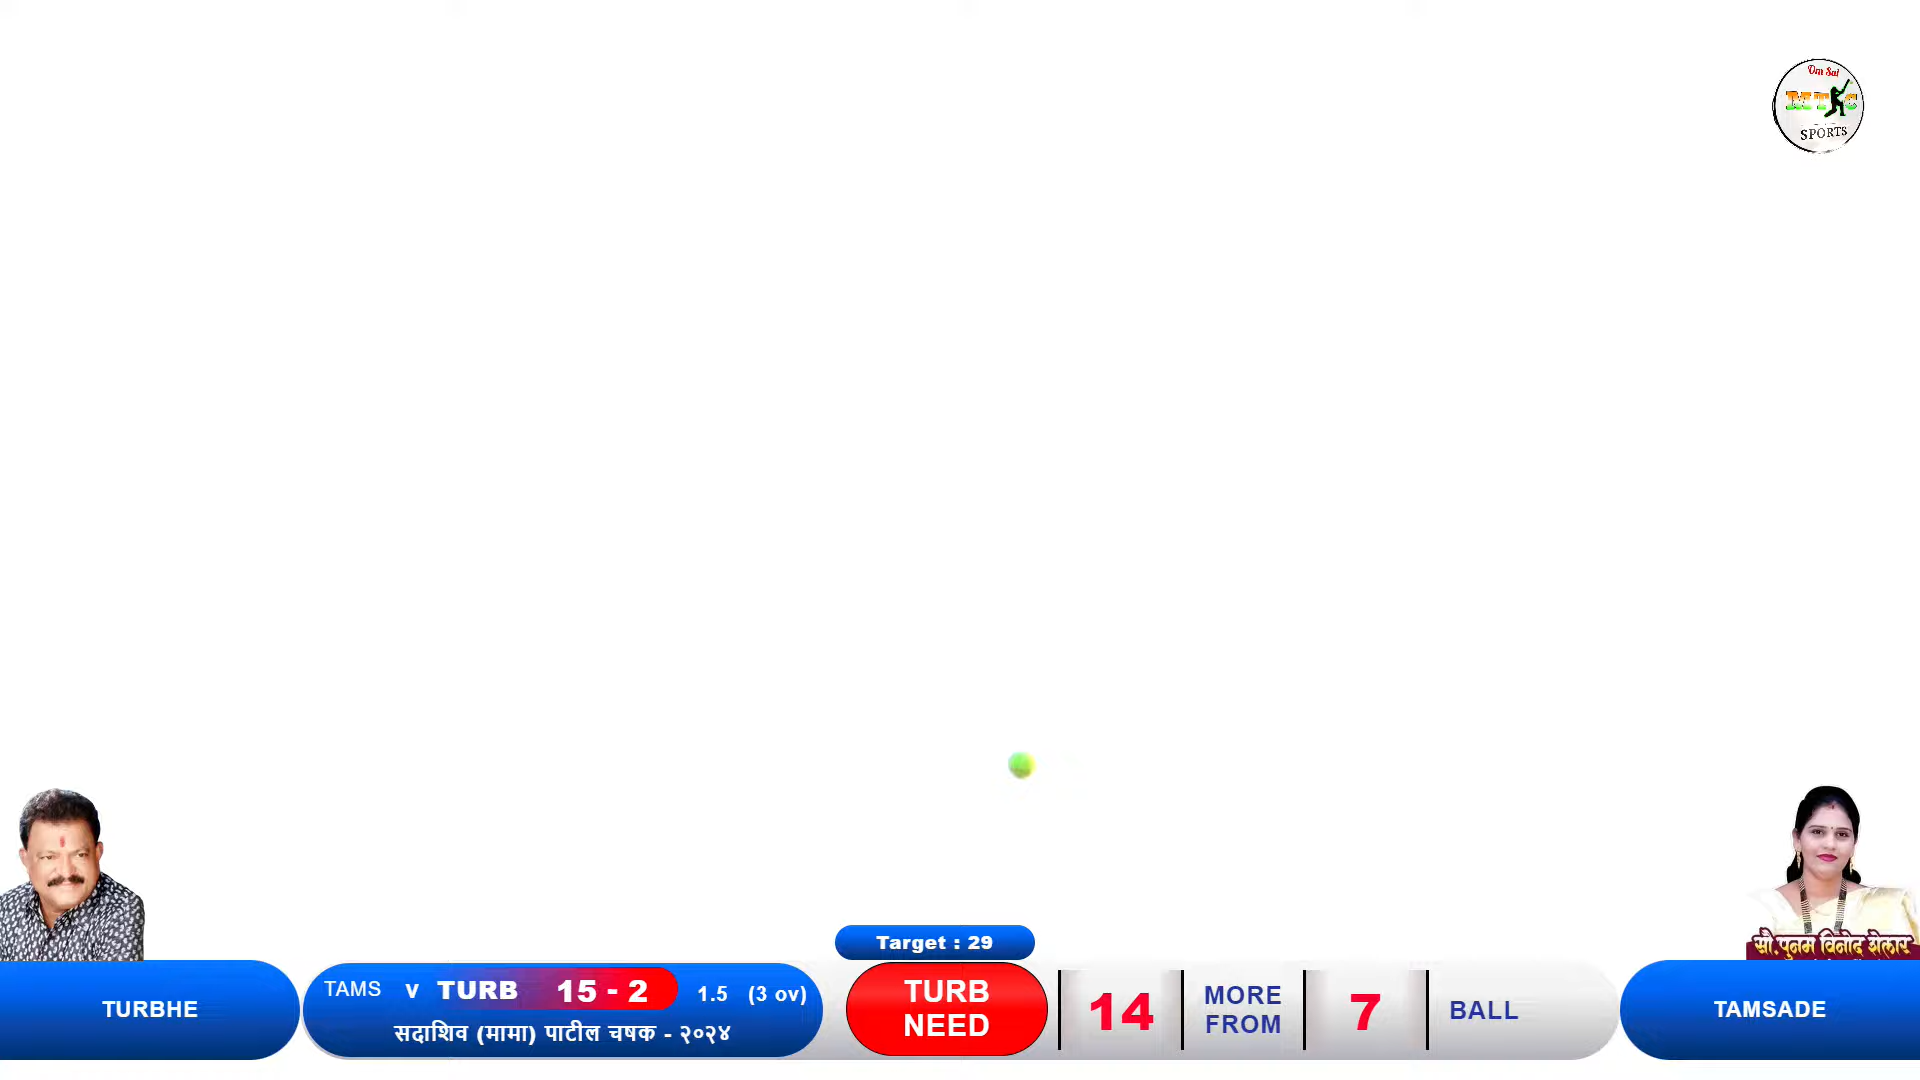 Om Sai
SPORTS
सौ.पुनम विनोद शेलार
Target : 29
TURBHE
TAMS v TURB 15 - 2 1.5 (3 ov)
सदाशिव (मामा) पाटील चषक - २०२४
TURB
NEED
14
MORE
FROM
7
BALL
TAMSADE